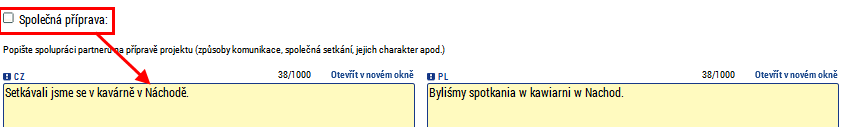 Společná příprava:
Popište spolupráci partnerů na přípravě projektu (způsoby komunikace, společná setkání, jejich charakter apod.)
CZ 38/1000 Otevřít v novém okně PL 38/1000 Otevřít v novém okně
Setkávali jsme se v kavárně v Náchodě. Byliśmy spotkania w kawiarni w Nachod.